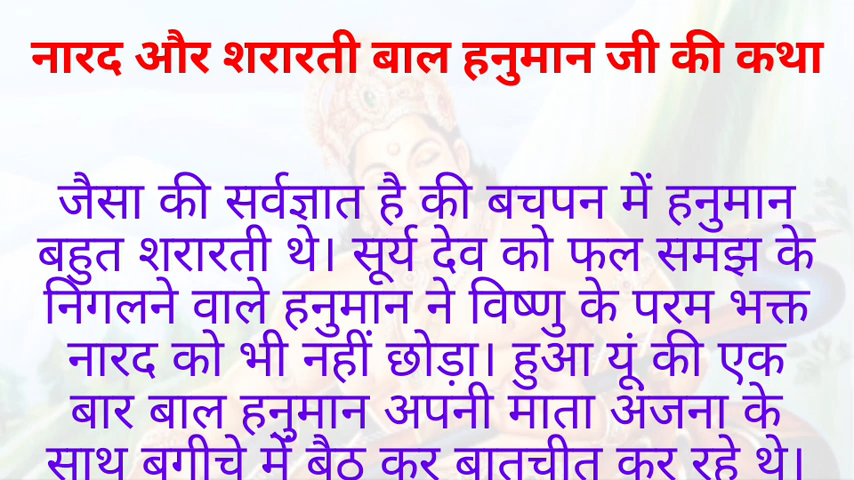 नारद और शरारती बाल हनुमान जी की कथा
जैसा की सर्वज्ञात है की बचपन में हनुमान
बहुत शरारती थे। सूर्य देव को फल समझ के
निगलने वाले हनुमान ने विष्णु के परम भक्त
नारद को भी नहीं छोड़ा। हुआ यूं की एक
बार बाल हनुमान अपनी माता अंजना के
साथ बगीचे में बैठ कर बातचीत कर रहे थे।